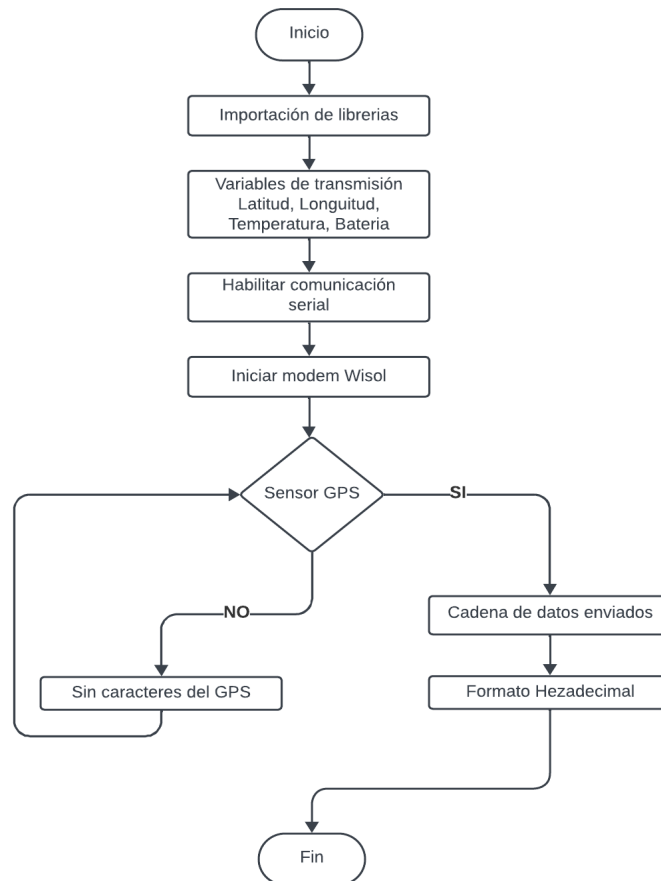 Inicio
Importación de librerias
Variables de transmisión
Latitud, Longuitud,
Temperatura, Bateria
Habilitar comunicación
serial
Iniciar modem Wisol
Sensor GPS
SI
NO
Cadena de datos enviados
Sin caracteres del GPS
Formato Hezadecimal
Fin